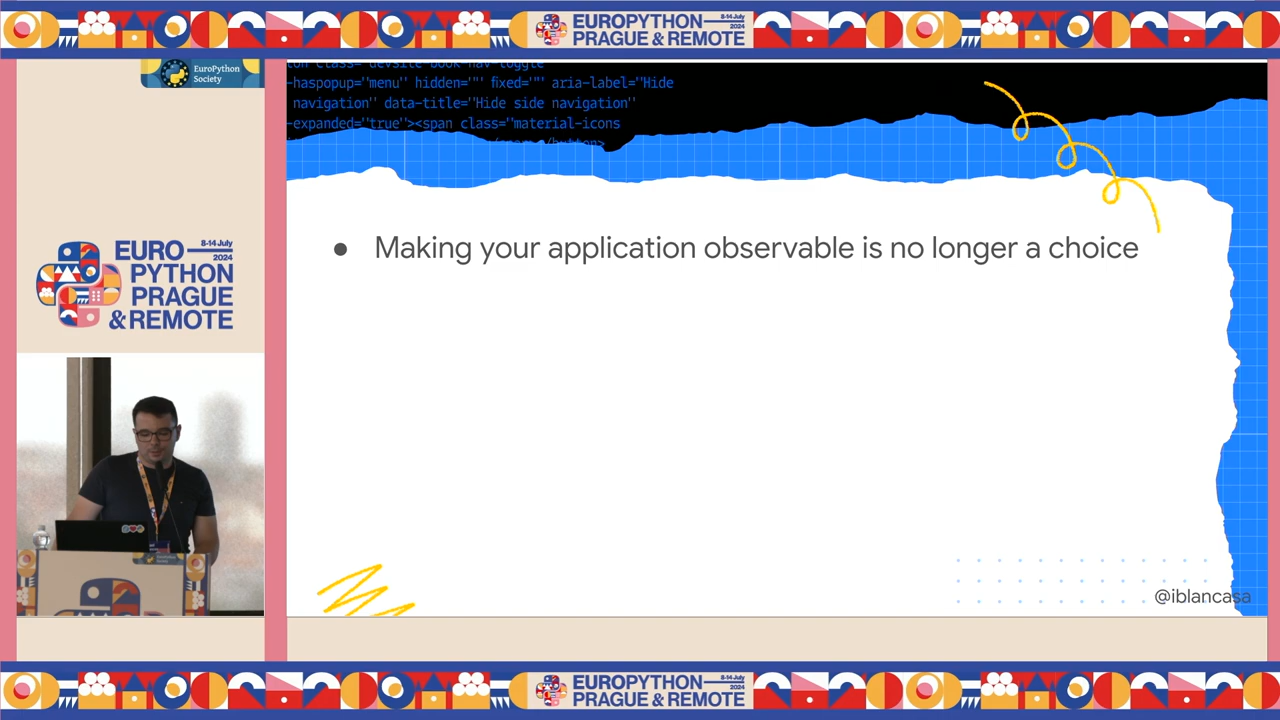 EUROPYTHON
8-14 July
2024
PRAGUE & REMOTE
EuroPython
Society
EURO
8-14 July
2024
PYTHON
PRAGUE
& REMOTE
-haspopup="menu" hidden="" fixed="" aria-label="Hide
navigation" data-title="Hide side navigation"
-expanded="true"><span class="material-icons
● Making your application observable is no longer a choice
@iblancasa
EUROPYTHON
8-14 July
2024
PRAGUE & REMOTE